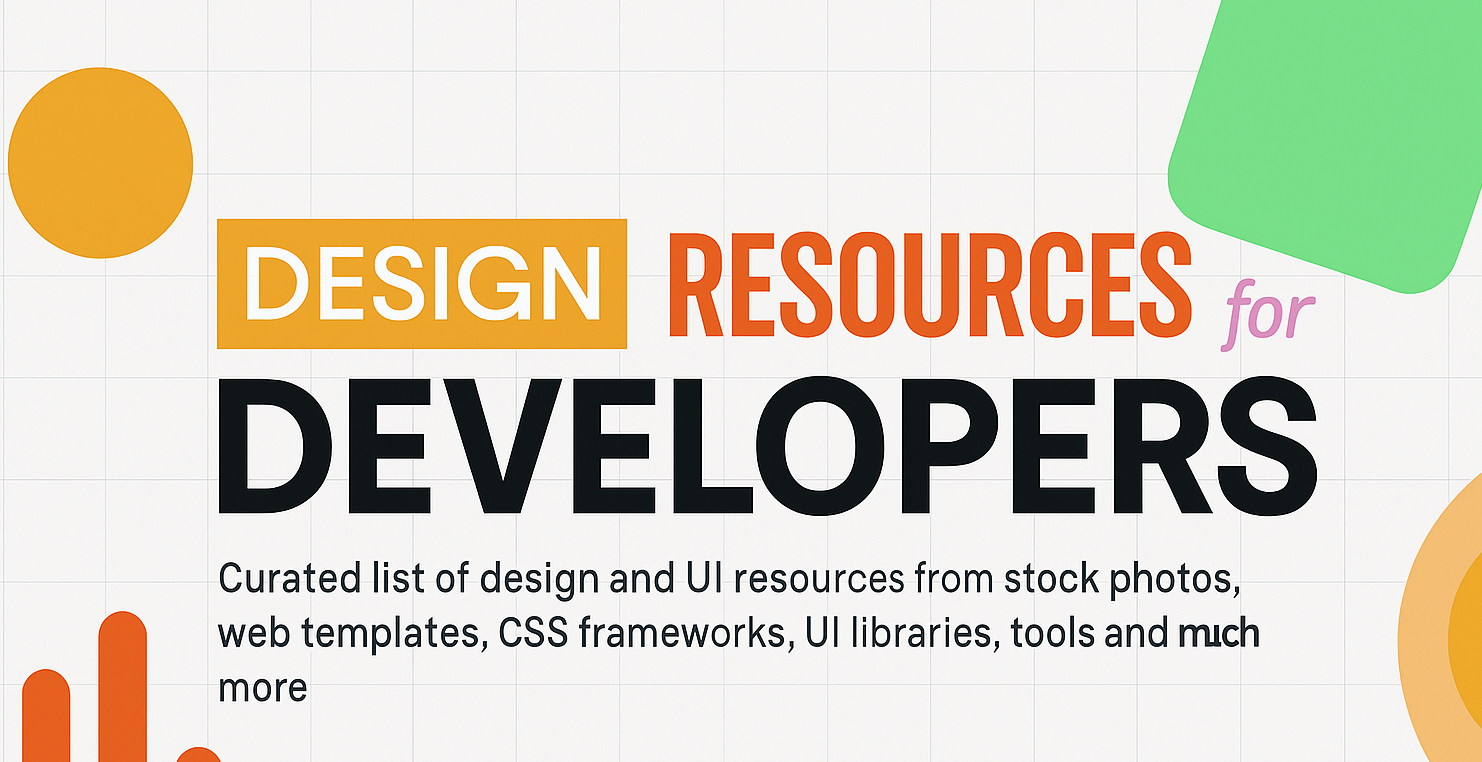 DESIGN RESOURCES for
DEVELOPERS
Curated list of design and UI resources from stock photos,
web templates, CSS frameworks, UI libraries, tools and much
more